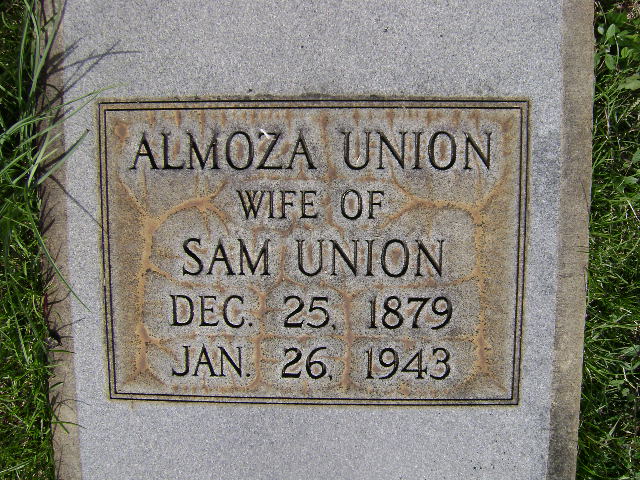 ALMOZA UNION
WIFE OF
SAM UNION
DEC. 25, 1879
JAN. 26, 1943